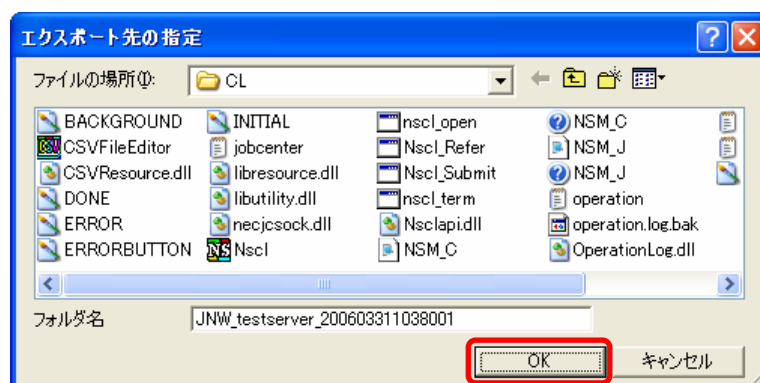 エクスポート先の指定
ファイルの場所(I):
CL
BACKGROUND
CSVFileEditor
CSVResource.dll
DONE
ERROR
ERRORBUTTON
INITIAL
jobcenter
libresource.dll
libutility.dll
necjcsock.dll
Nscl
nscl_open
Nscl_Refer
Nscl_Submit
nscl_term
Nsclapi.dll
NSM_C
NSM_C
NSM_J
NSM_J
operation
operation.log.bak
OperationLog.dll
フォルダ名
JNW_testserver_200603311038001
OK
キャンセル